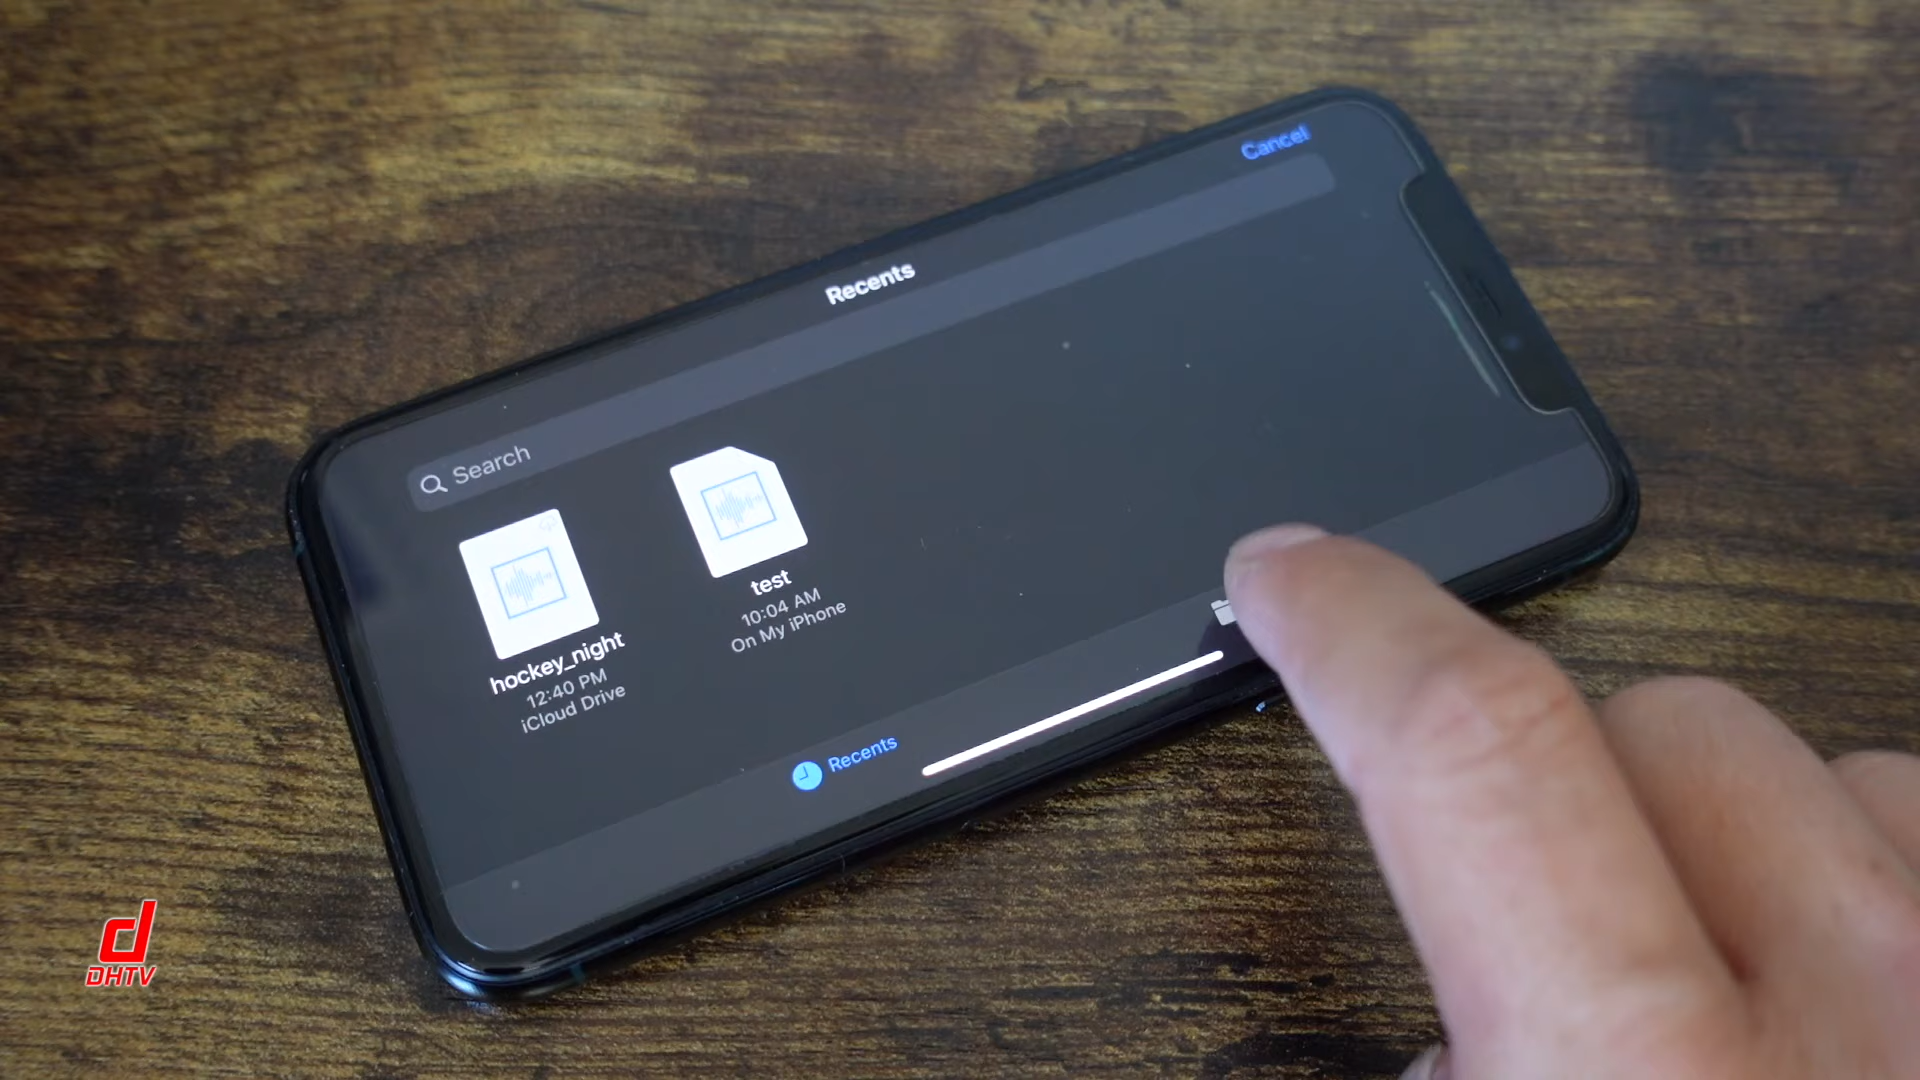 Cancel
Recents
Search
hockey_night
12:40 PM
iCloud Drive
test
10:04 AM
On My iPhone
Recents
d
DHTV